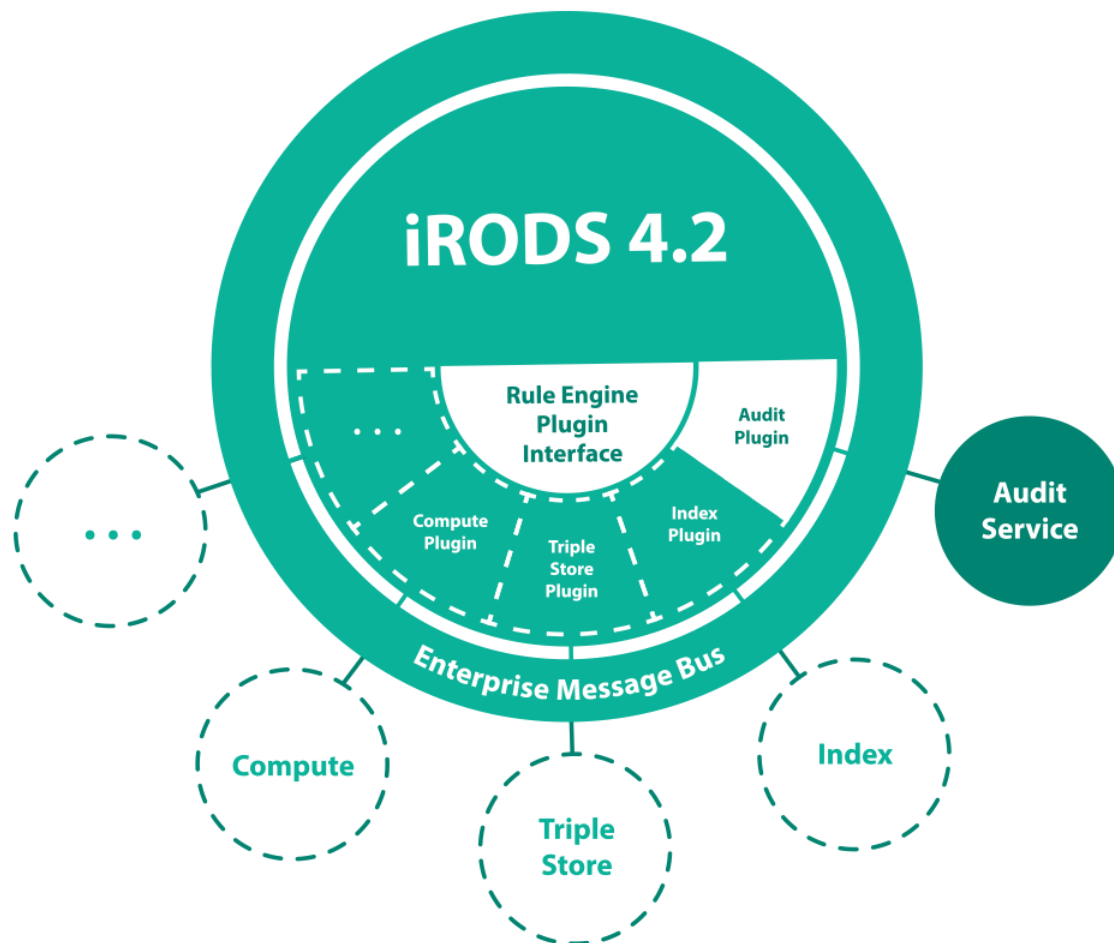 iRODS 4.2
Rule Engine
Plugin
Interface
Audit
Plugin
...
Index
Plugin
Compute
Plugin
Triple
Store
Plugin
Audit
Service
...
Enterprise Message Bus
Compute
Index
Triple
Store